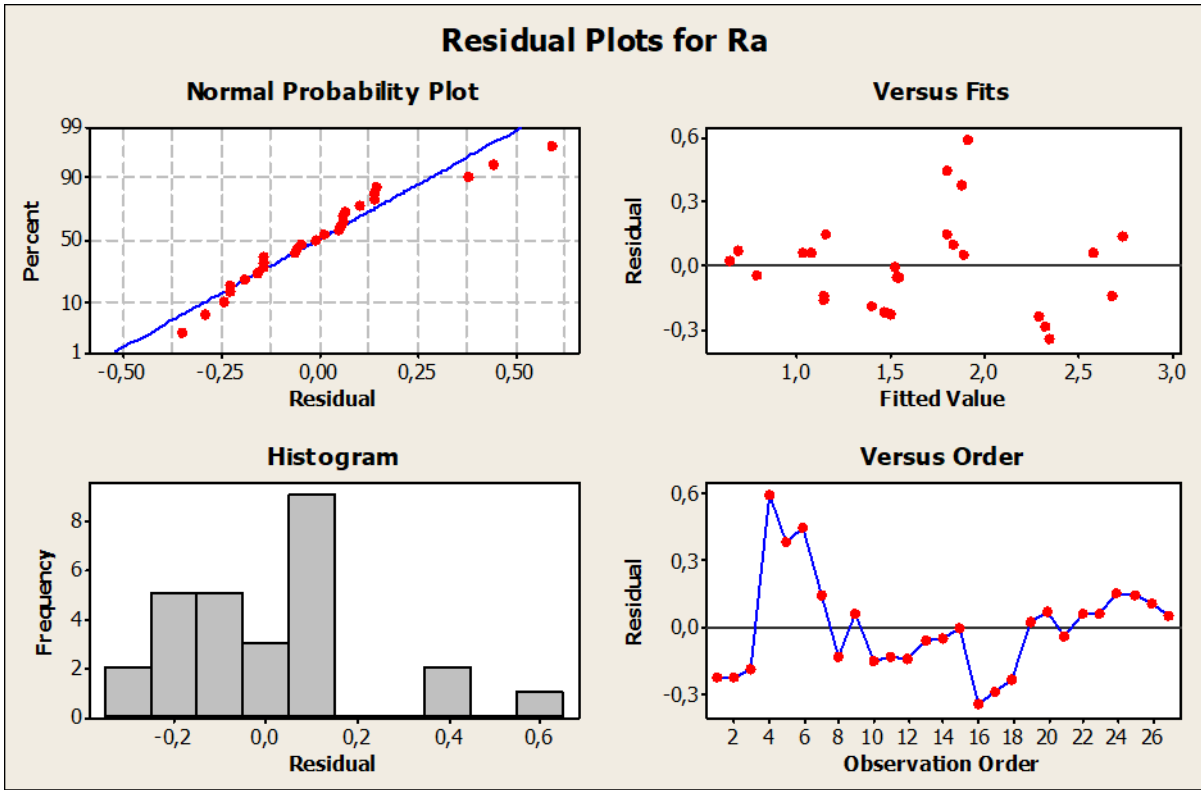 Residual Plots for Ra
Normal Probability Plot
99
90
50
10
1
Percent
-0,50 -0,25 0,00 0,25 0,50
Residual
Versus Fits
0,6
0,3
0,0
-0,3
Residual
1,0 1,5 2,0 2,5 3,0
Fitted Value
Histogram
8
6
4
2
0
Frequency
-0,2 0,0 0,2 0,4 0,6
Residual
Versus Order
0,6
0,3
0,0
-0,3
Residual
2 4 6 8 10 12 14 16 18 20 22 24 26
Observation Order